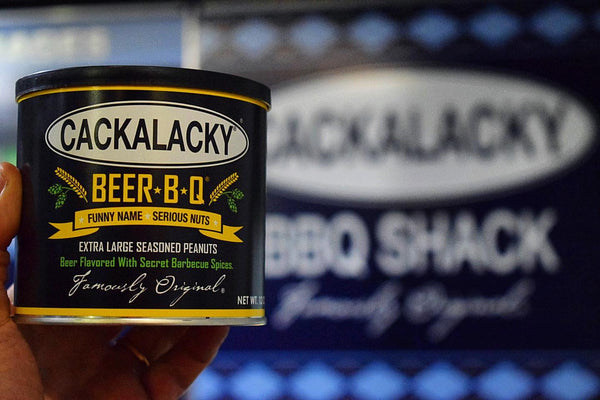 CACKALACKY®
BEER★B★Q®
FUNNY NAME ★ SERIOUS NUTS
EXTRA LARGE SEASONED PEANUTS
Beer Flavored With Secret Barbecue Spices.
Famously Original.®
NET WT.
CACKALACKY
BBQ SHACK
Famously Original.